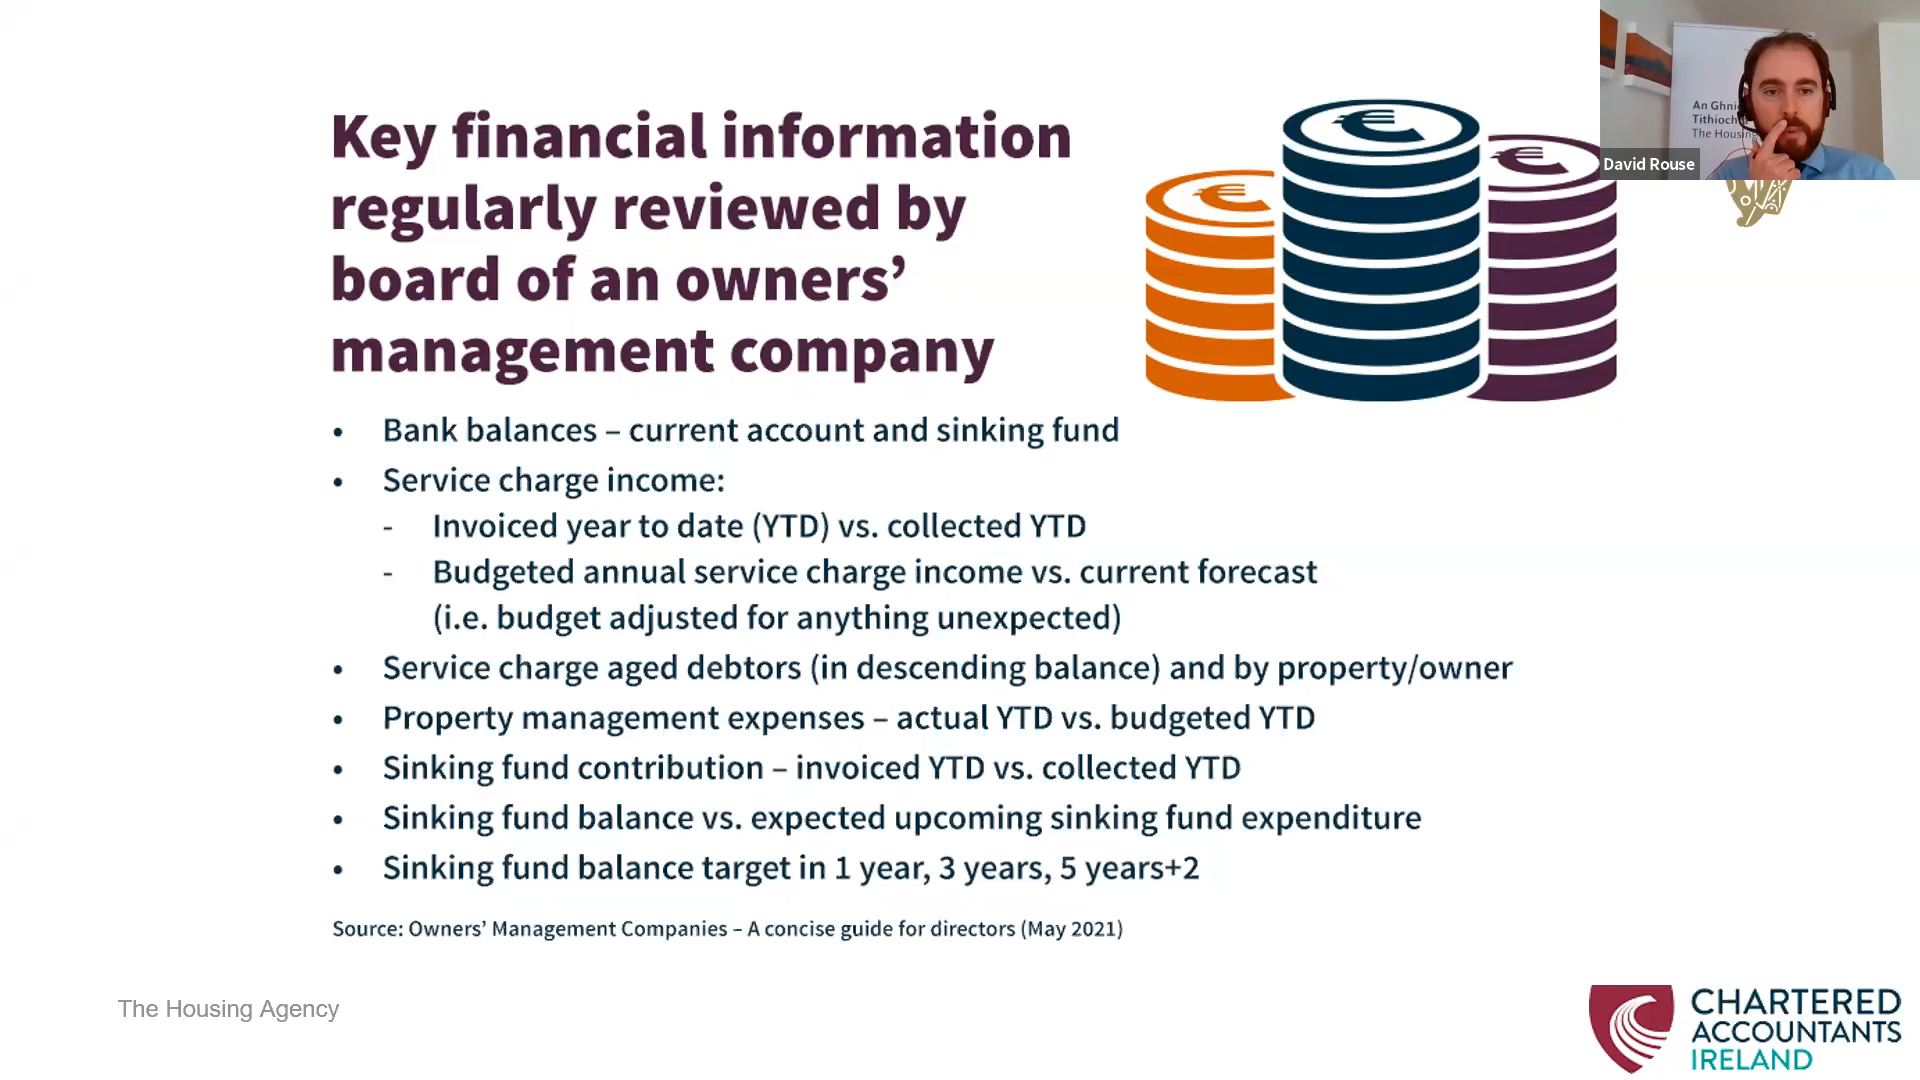 Key financial information
regularly reviewed by
board of an owners’
management company
• Bank balances – current account and sinking fund
• Service charge income:
- Invoiced year to date (YTD) vs. collected YTD
- Budgeted annual service charge income vs. current forecast
(i.e. budget adjusted for anything unexpected)
• Service charge aged debtors (in descending balance) and by property/owner
• Property management expenses – actual YTD vs. budgeted YTD
• Sinking fund contribution – invoiced YTD vs. collected YTD
• Sinking fund balance vs. expected upcoming sinking fund expenditure
• Sinking fund balance target in 1 year, 3 years, 5 years+2
Source: Owners’ Management Companies – A concise guide for directors (May 2021)
The Housing Agency
CHARTERED
ACCOUNTANTS
IRELAND
An
The
David Rouse